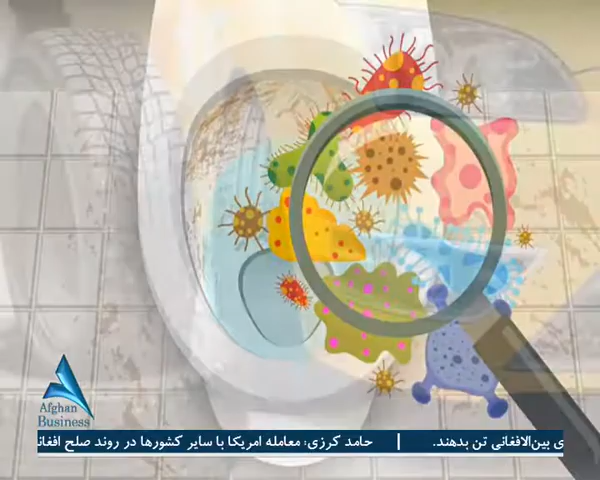 Afghan
Business
ی بین‌الافغانی تن بدهند. | حامد کرزی: معامله امریکا با سایر کشورها در روند صلح افغان